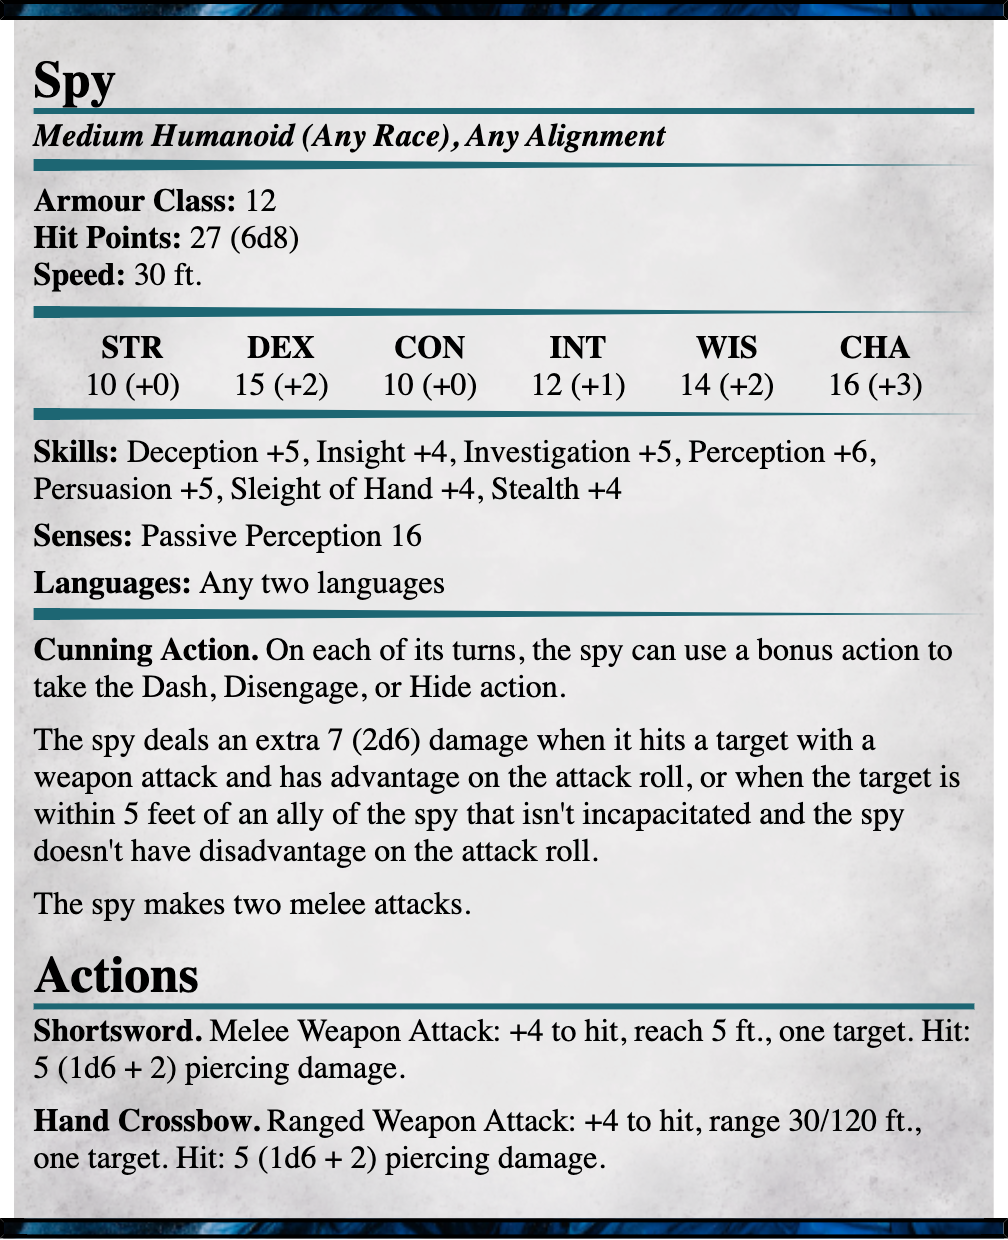 Spy
Medium Humanoid (Any Race), Any Alignment
Armour Class: 12
Hit Points: 27 (6d8)
Speed: 30 ft.
STR DEX CON INT WIS CHA
10 (+0) 15 (+2) 10 (+0) 12 (+1) 14 (+2) 16 (+3)
Skills: Deception +5, Insight +4, Investigation +5, Perception +6,
Persuasion +5, Sleight of Hand +4, Stealth +4
Senses: Passive Perception 16
Languages: Any two languages
Cunning Action. On each of its turns, the spy can use a bonus action to
take the Dash, Disengage, or Hide action.
The spy deals an extra 7 (2d6) damage when it hits a target with a
weapon attack and has advantage on the attack roll, or when the target is
within 5 feet of an ally of the spy that isn't incapacitated and the spy
doesn't have disadvantage on the attack roll.
The spy makes two melee attacks.
Actions
Shortsword. Melee Weapon Attack: +4 to hit, reach 5 ft., one target. Hit:
5 (1d6 + 2) piercing damage.
Hand Crossbow. Ranged Weapon Attack: +4 to hit, range 30/120 ft.,
one target. Hit: 5 (1d6 + 2) piercing damage.